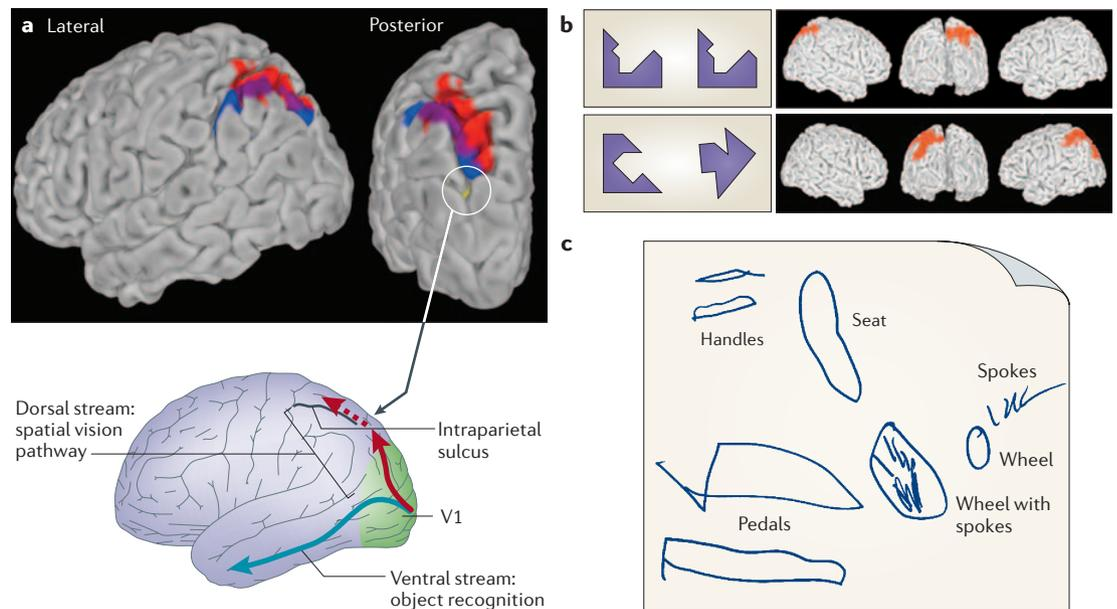 a Lateral
Posterior
Dorsal stream:
spatial vision
pathway
Intraparietal
sulcus
V1
Ventral stream:
object recognition
b
c
Handles
Seat
Spokes
Wheel
Wheel with
spokes
Pedals